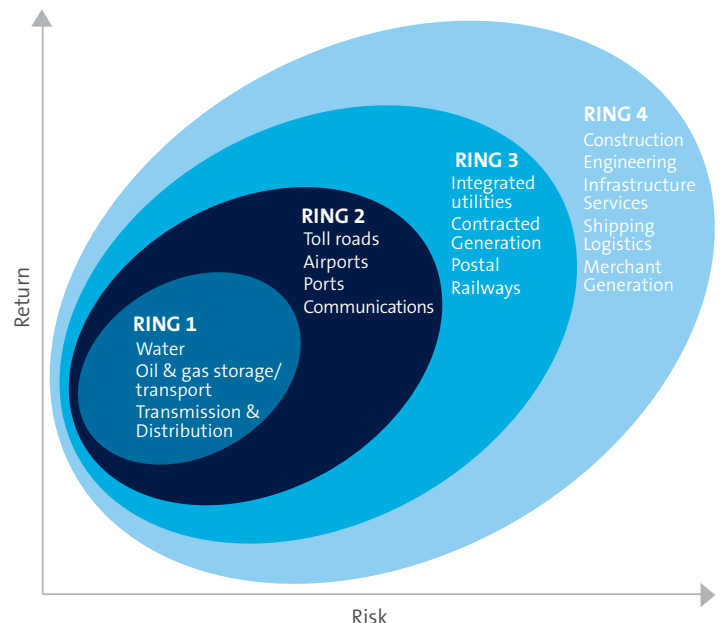 RING 4
Construction
Engineering
Infrastructure
Services
Shipping
Logistics
Merchant
Generation
RING 3
Integrated
utilities
Contracted
Generation
Postal
Railways
RING 2
Toll roads
Airports
Ports
Communications
RING 1
Water
Oil & gas storage/
transport
Transmission &
Distribution
Return
Risk